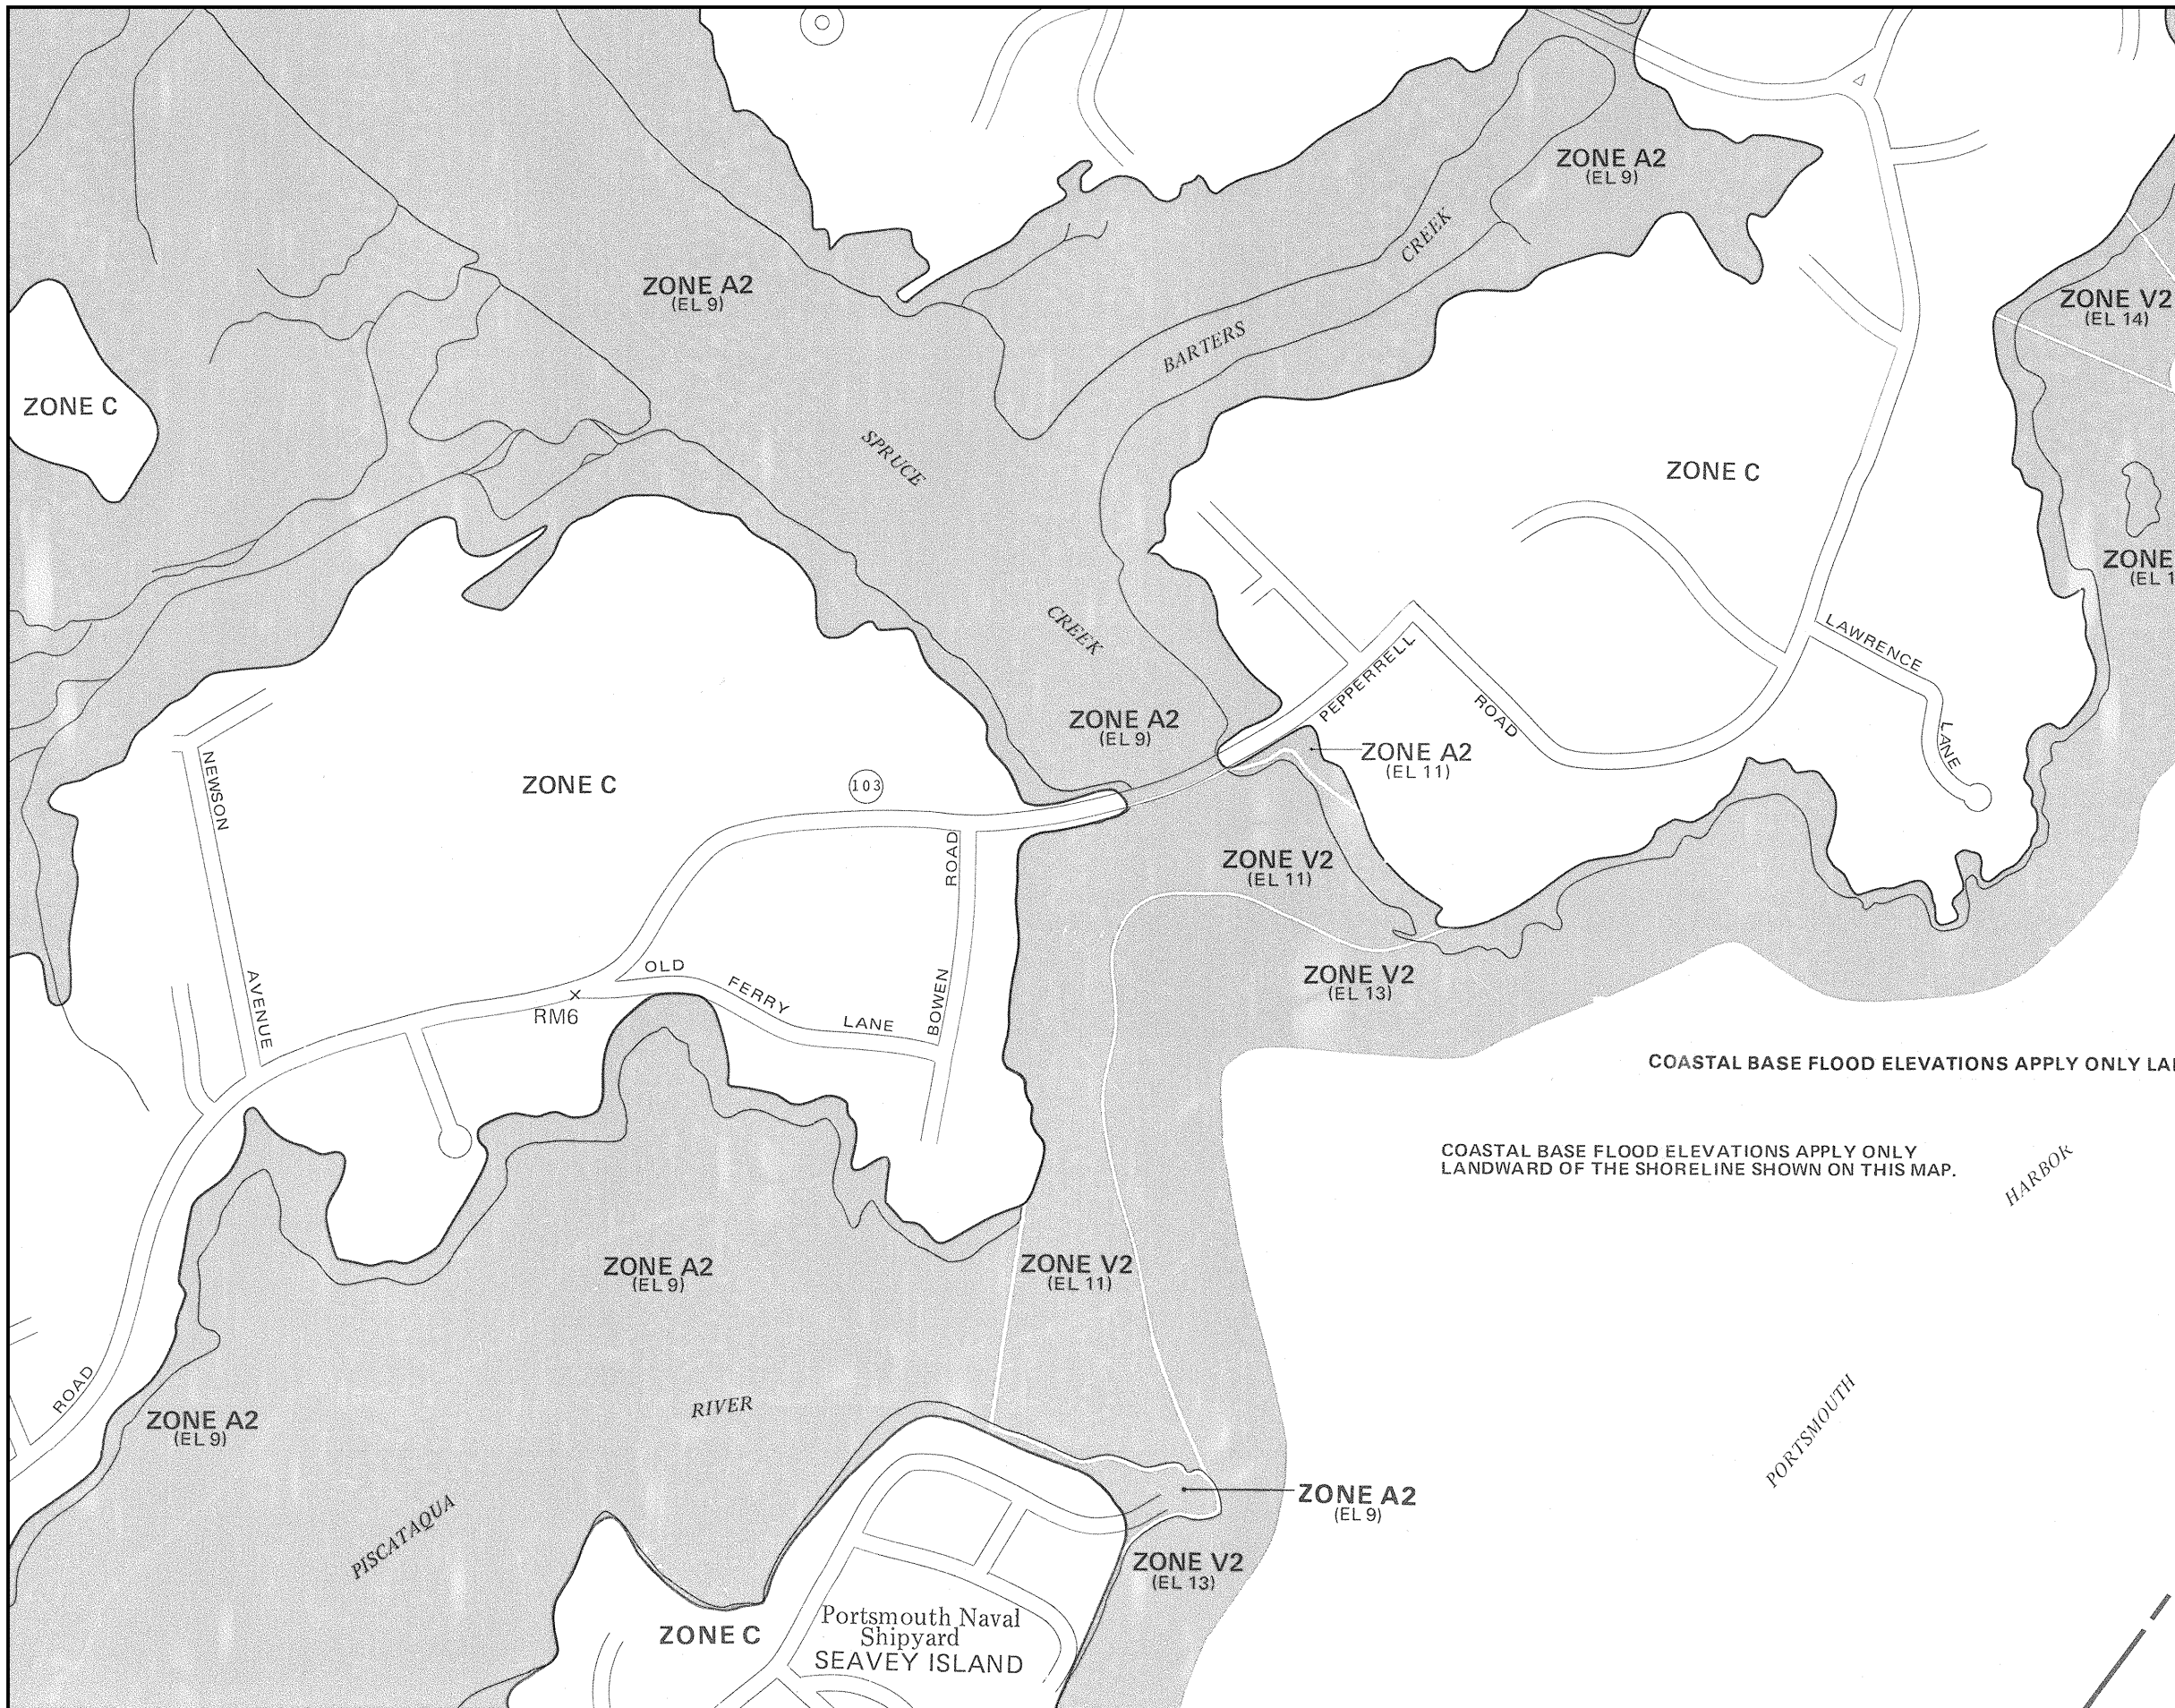 ZONE A2
(EL 9)
CREEK
BARTERS
ZONE A2
(EL 9)
ZONE V2
(EL 14)
ZONE C
SPRUCE
CREEK
ZONE C
ZONE
(EL 1
LAWRENCE
LANE
PEPPERRELL
ROAD
ZONE A2
(EL 9)
ZONE A2
(EL 11)
NEWSON
AVENUE
ZONE C
103
ROAD
BOWEN
ZONE V2
(EL 11)
OLD
FERRY
LANE
RM6
ZONE V2
(EL 13)
COASTAL BASE FLOOD ELEVATIONS APPLY ONLY LA
COASTAL BASE FLOOD ELEVATIONS APPLY ONLY
LANDWARD OF THE SHORELINE SHOWN ON THIS MAP.
HARBOR
PORTSMOUTH
ZONE A2
(EL 9)
ZONE V2
(EL 11)
ROAD
ZONE A2
(EL 9)
RIVER
PISCATAQUA
ZONE A2
(EL 9)
ZONE V2
(EL 13)
ZONE C
Portsmouth Naval
Shipyard
SEAVEY ISLAND